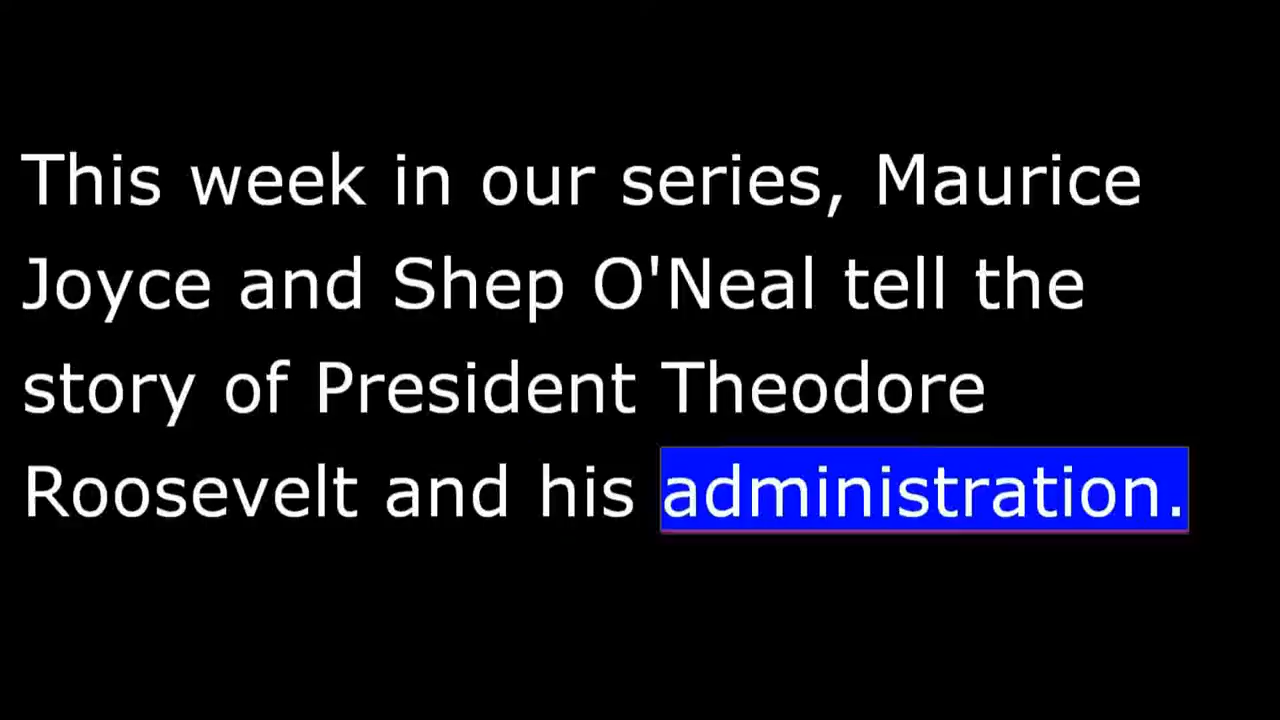 This week in our series, Maurice
Joyce and Shep O'Neal tell the
story of President Theodore
Roosevelt and his administration.